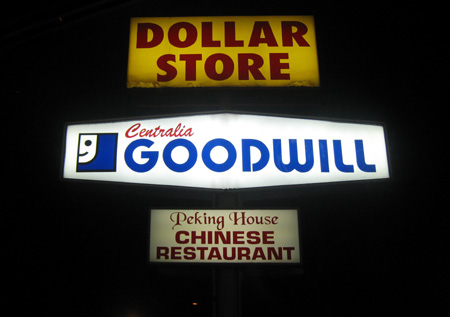 DOLLAR
STORE
Centralia
g GOODWILL
Peking House
CHINESE
RESTAURANT